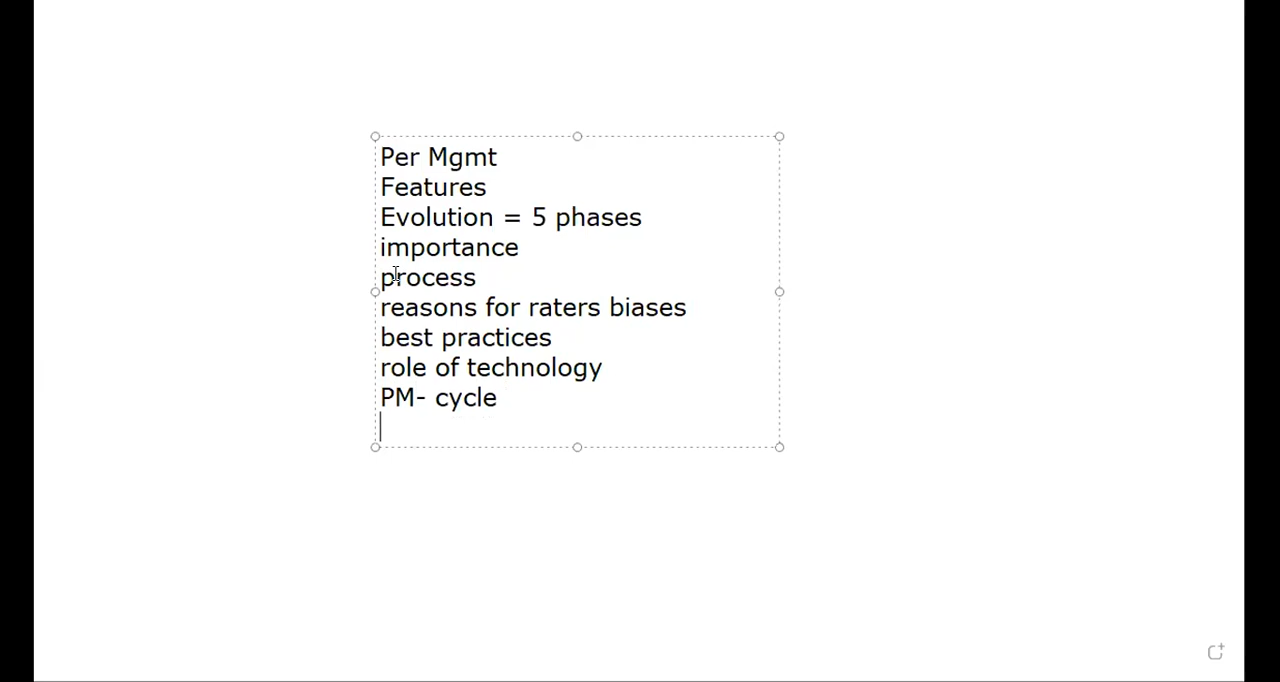 Per Mgmt
Features
Evolution = 5 phases
importance
process
reasons for raters biases
best practices
role of technology
PM- cycle